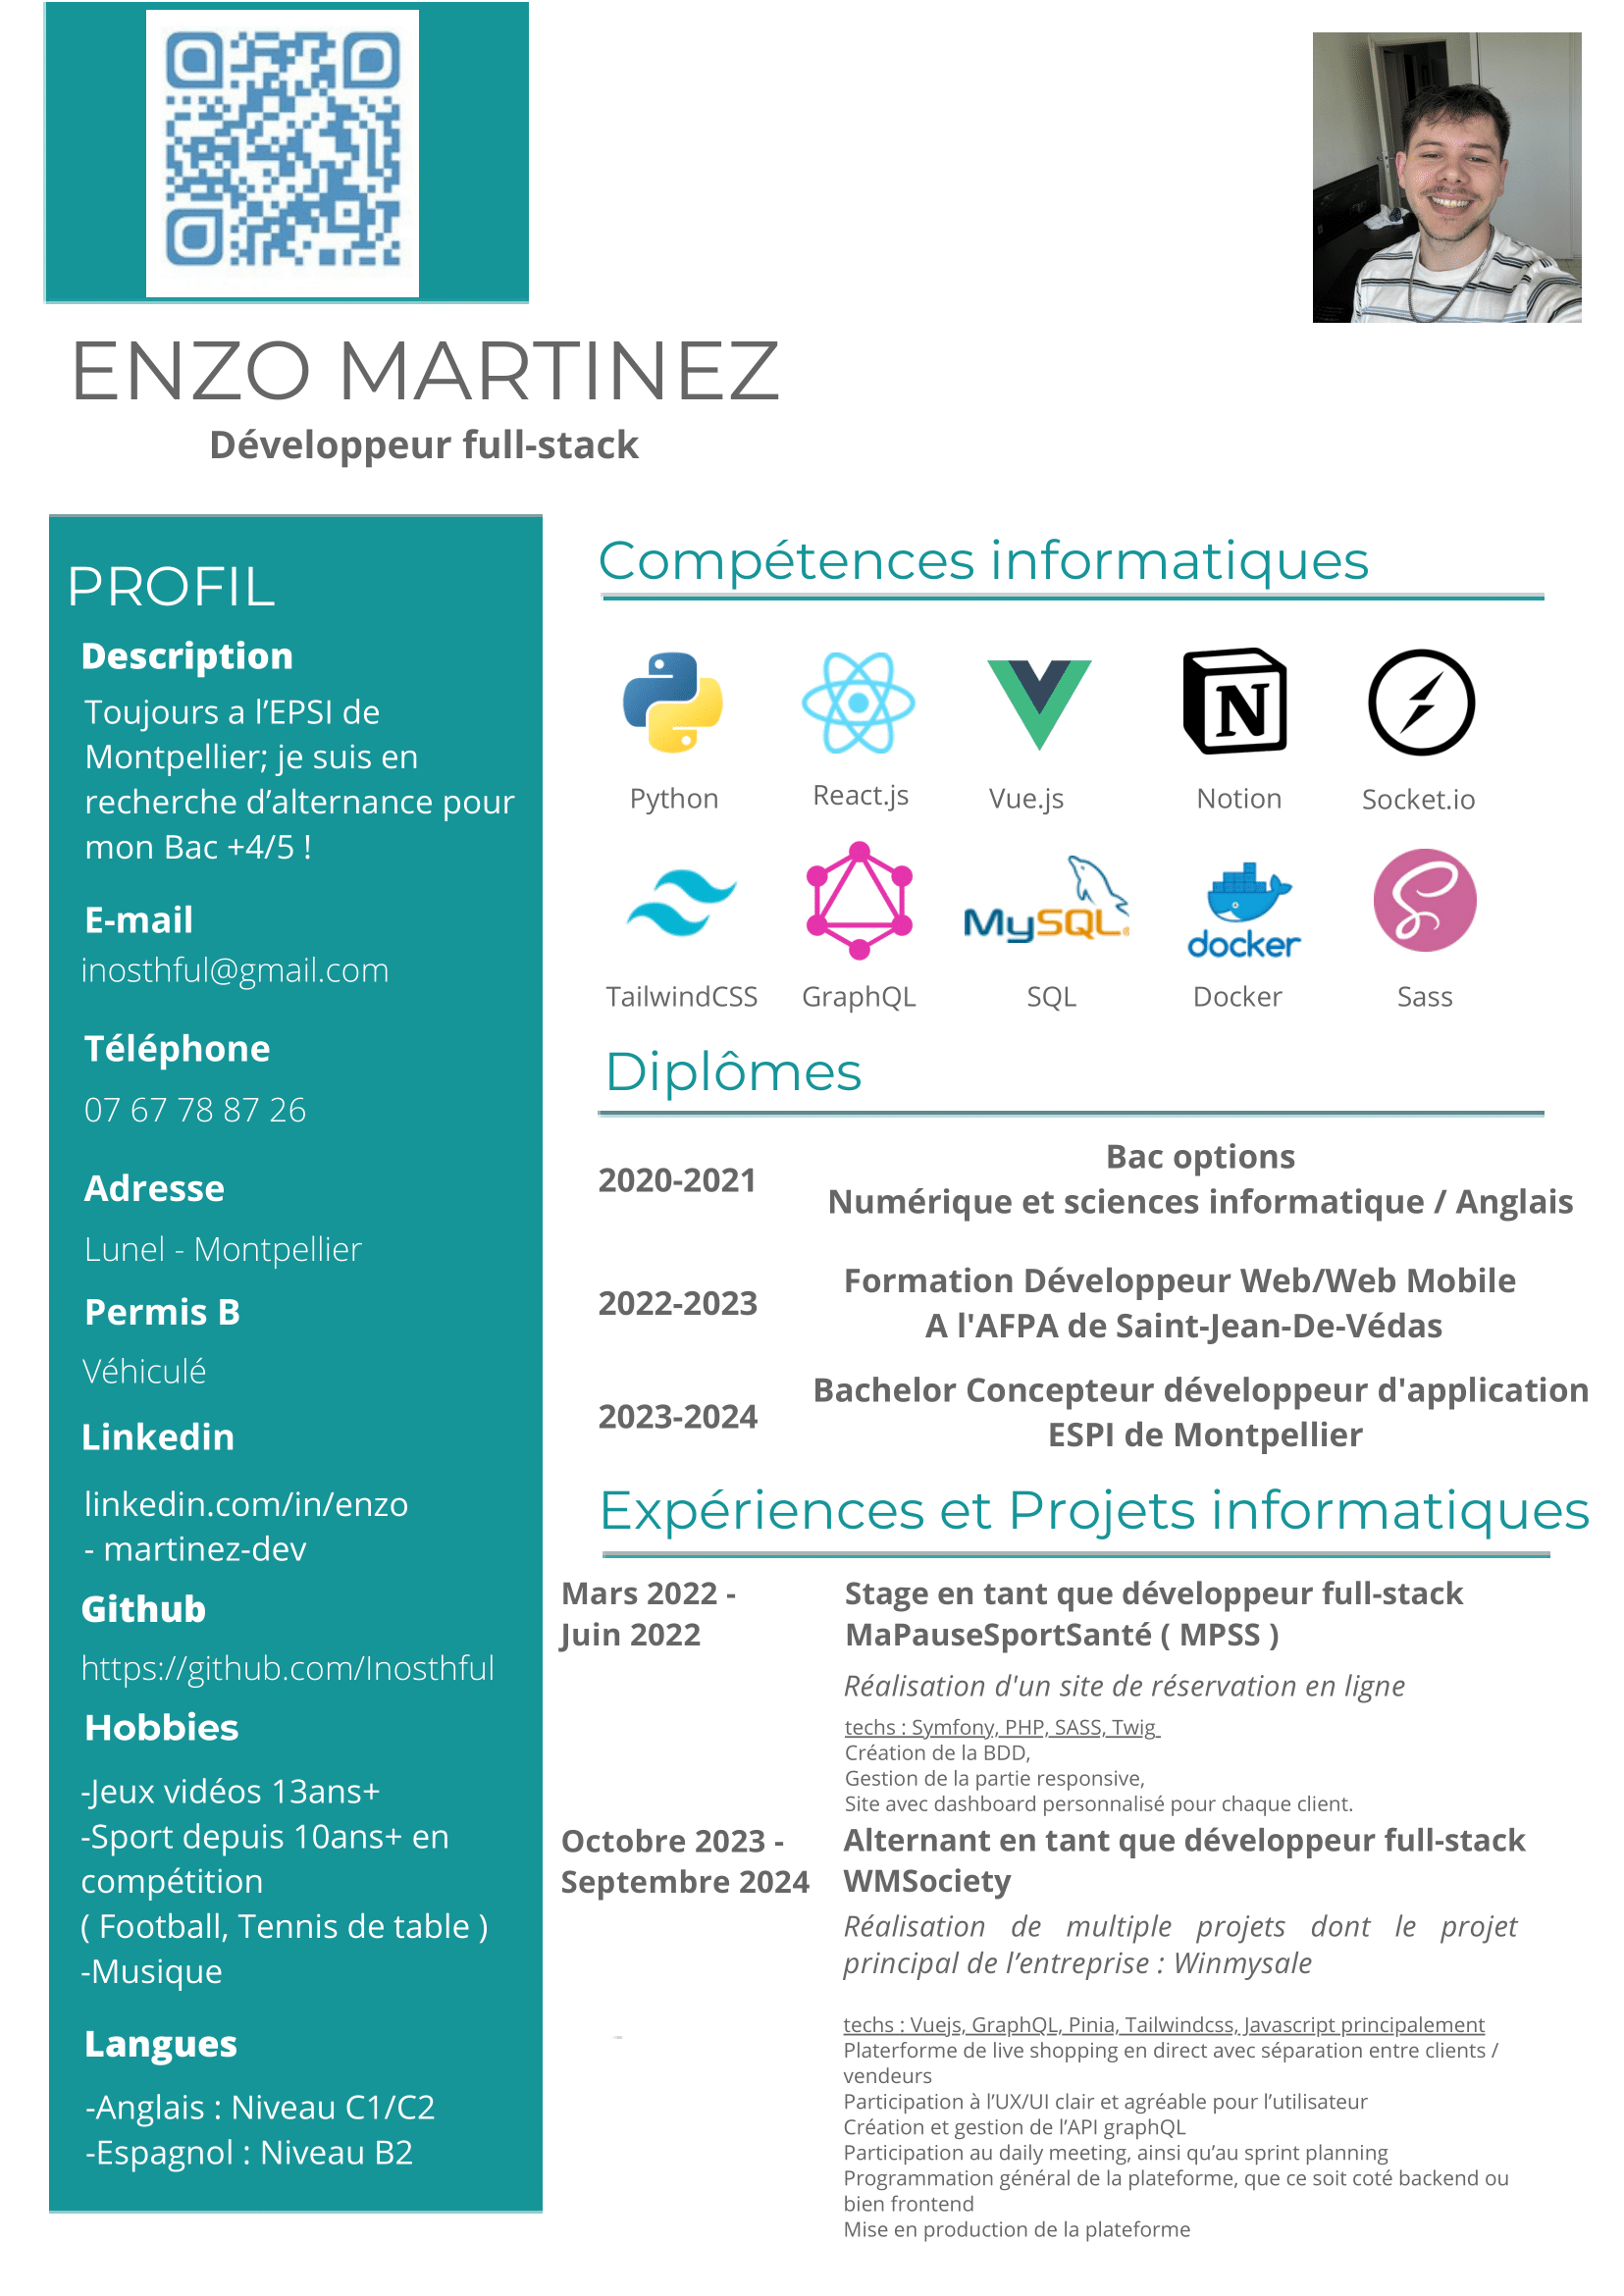 ENZO MARTINEZ
Développeur full-stack
PROFIL
Description
Toujours a l’EPSI de
Montpellier; je suis en
recherche d’alternance pour
mon Bac +4/5 !
E-mail
inosthful@gmail.com
Téléphone
07 67 78 87 26
Adresse
Lunel - Montpellier
Permis B
Véhiculé
Linkedin
linkedin.com/in/enzo
- martinez-dev
Github
https://github.com/Inosthful
Hobbies
-Jeux vidéos 13ans+
-Sport depuis 10ans+ en
compétition
( Football, Tennis de table )
-Musique
Langues
-Anglais : Niveau C1/C2
-Espagnol : Niveau B2
Compétences informatiques
N
Python
React.js
Vue.js
Notion
Socket.io
MySQL
docker
TailwindCSS
GraphQL
SQL
Docker
Sass
Diplômes
2020-2021
Bac options
Numérique et sciences informatique / Anglais
2022-2023
Formation Développeur Web/Web Mobile
A l'AFPA de Saint-Jean-De-Védas
2023-2024
Bachelor Concepteur développeur d'application
ESPI de Montpellier
Expériences et Projets informatiques
Mars 2022 -
Juin 2022
Stage en tant que développeur full-stack
MaPauseSportSanté ( MPSS )
Réalisation d'un site de réservation en ligne
techs : Symfony, PHP, SASS, Twig
Création de la BDD,
Gestion de la partie responsive,
Site avec dashboard personnalisé pour chaque client.
Octobre 2023 -
Septembre 2024
Alternant en tant que développeur full-stack
WMSociety
Réalisation de multiple projets dont le projet
principal de l’entreprise : Winmysale
techs : Vuejs, GraphQL, Pinia, Tailwindcss, Javascript principalement
Platerforme de live shopping en direct avec séparation entre clients /
vendeurs
Participation à l’UX/UI clair et agréable pour l’utilisateur
Création et gestion de l’API graphQL
Participation au daily meeting, ainsi qu’au sprint planning
Programmation général de la plateforme, que ce soit coté backend ou
bien frontend
Mise en production de la plateforme